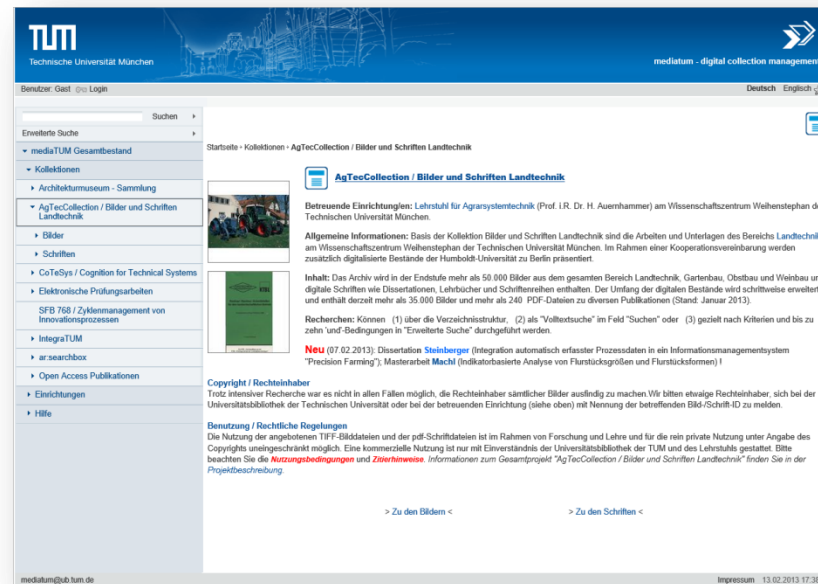 TUM
Technische Universität München
mediatum - digital collection management
Benutzer: Gast Login
Deutsch Englisch
Suchen
Erweiterte Suche
mediaTUM Gesamtbestand
Kollektionen
Architekturmuseum - Sammlung
AgTecCollection / Bilder und Schriften
Landtechnik
Bilder
Schriften
CoTeSys / Cognition for Technical Systems
Elektronische Prüfungsarbeiten
SFB 768 / Zyklenmanagement von
Innovationsprozessen
IntegraTUM
ar:searchbox
Open Access Publikationen
Einrichtungen
Hilfe
Startseite › Kollektionen › AgTecCollection / Bilder und Schriften Landtechnik
AgTecCollection / Bilder und Schriften Landtechnik
Betreuende Einrichtung/en: Lehrstuhl für Agrarsystemtechnik (Prof. i.R. Dr. H. Auernhammer) am Wissenschaftszentrum Weihenstephan de
Technischen Universität München.
Allgemeine Informationen: Basis der Kollektion Bilder und Schriften Landtechnik sind die Arbeiten und Unterlagen des Bereichs Landtechnik
am Wissenschaftszentrum Weihenstephan der Technischen Universität München. Im Rahmen einer Kooperationsvereinbarung werden
zusätzlich digitalisierte Bestände der Humboldt-Universität zu Berlin präsentiert.
Inhalt: Das Archiv wird in der Endstufe mehr als 50.000 Bilder aus dem gesamten Bereich Landtechnik, Gartenbau, Obstbau und Weinbau un
digitale Schriften wie Dissertationen, Lehrbücher und Schriftenreihen enthalten. Der Umfang der digitalen Bestände wird schrittweise erweitert
und enthält derzeit mehr als 35.000 Bilder und mehr als 240 PDF-Dateien zu diversen Publikationen (Stand: Januar 2013).
Recherchen: Können (1) über die Verzeichnisstruktur, (2) als "Volltextsuche" im Feld "Suchen" oder (3) gezielt nach Kriterien und bis zu
zehn 'und'-Bedingungen in "Erweiterte Suche" durchgeführt werden.
Neu (07.02.2013): Dissertation Steinberger (Integration automatisch erfasster Prozessdaten in ein Informationsmanagementsystem
"Precision Farming"); Masterarbeit Machl (Indikatorbasierte Analyse von Flurstücksgrößen und Flurstücksformen) !
Copyright / Rechteinhaber
Trotz intensiver Recherche war es nicht in allen Fällen möglich, die Rechteinhaber sämtlicher Bilder ausfindig zu machen.Wir bitten etwaige Rechteinhaber, sich bei der
Universitätsbibliothek der Technischen Universität oder bei der betreuenden Einrichtung (siehe oben) mit Nennung der betreffenden Bild-/Schrift-ID zu melden.
Benutzung / Rechtliche Regelungen
Die Nutzung der angebotenen TIFF-Bilddateien und der pdf-Schriftdateien ist im Rahmen von Forschung und Lehre und für die rein private Nutzung unter Angabe des
Copyrights uneingeschränkt möglich. Eine kommerzielle Nutzung ist nur mit Einverständnis der Universitätsbibliothek der TUM und des Lehrstuhls gestattet. Bitte
beachten Sie die Nutzungsbedingungen und Zitierhinweise. Informationen zum Gesamtprojekt "AgTecCollection / Bilder und Schriften Landtechnik" finden Sie in der
Projektbeschreibung.
> Zu den Bildern < > Zu den Schriften <
mediatum@ub.tum.de
Impressum 13.02.2013 17:30